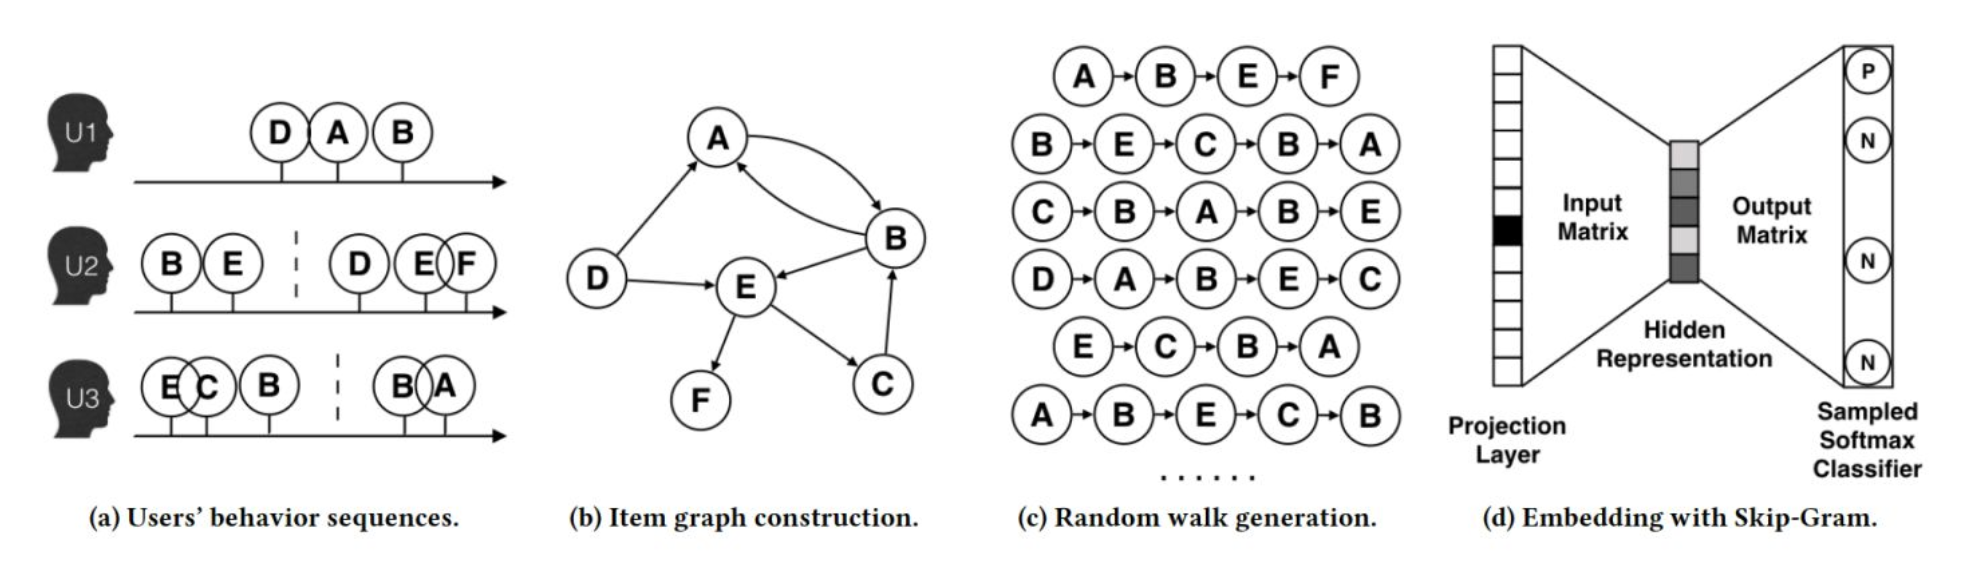 U1
D A B
U2
B E D E F
U3
E C B B A
(a) Users' behavior sequences.
A
B
D
E
F
C
(b) Item graph construction.
A B E F
B E C B A
C B A B E
D A B E C
E C B A
A B E C B
......
(c) Random walk generation.
Projection
Layer
Input
Matrix
Hidden
Representation
Output
Matrix
P
N
N
N
Sampled
Softmax
Classifier
(d) Embedding with Skip-Gram.